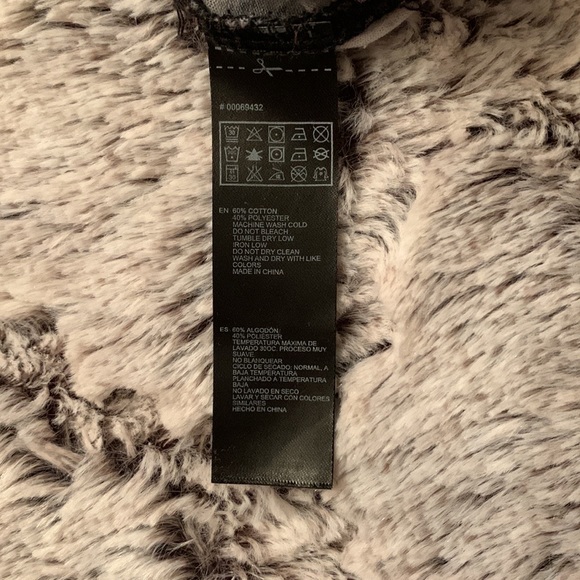 # 00069432
EN 60% COTTON
40% POLYESTER
MACHINE WASH COLD
DO NOT BLEACH
TUMBLE DRY LOW
IRON LOW
DO NOT DRY CLEAN
WASH AND DRY WITH LIKE
COLORS
MADE IN CHINA
ES 60% ALGODÓN:
40% POLIÉSTER
TEMPERATURA MÁXIMA DE
LAVADO 30OC. PROCESO MUY
SUAVE
NO BLANQUEAR
CICLO DE SECADO: NORMAL, A
BAJA TEMPERATURA
PLANCHADO A TEMPERATURA
BAJA
NO LAVADO EN SECO
LAVAR Y SECAR CON COLORES
SIMILARES
HECHO EN CHINA